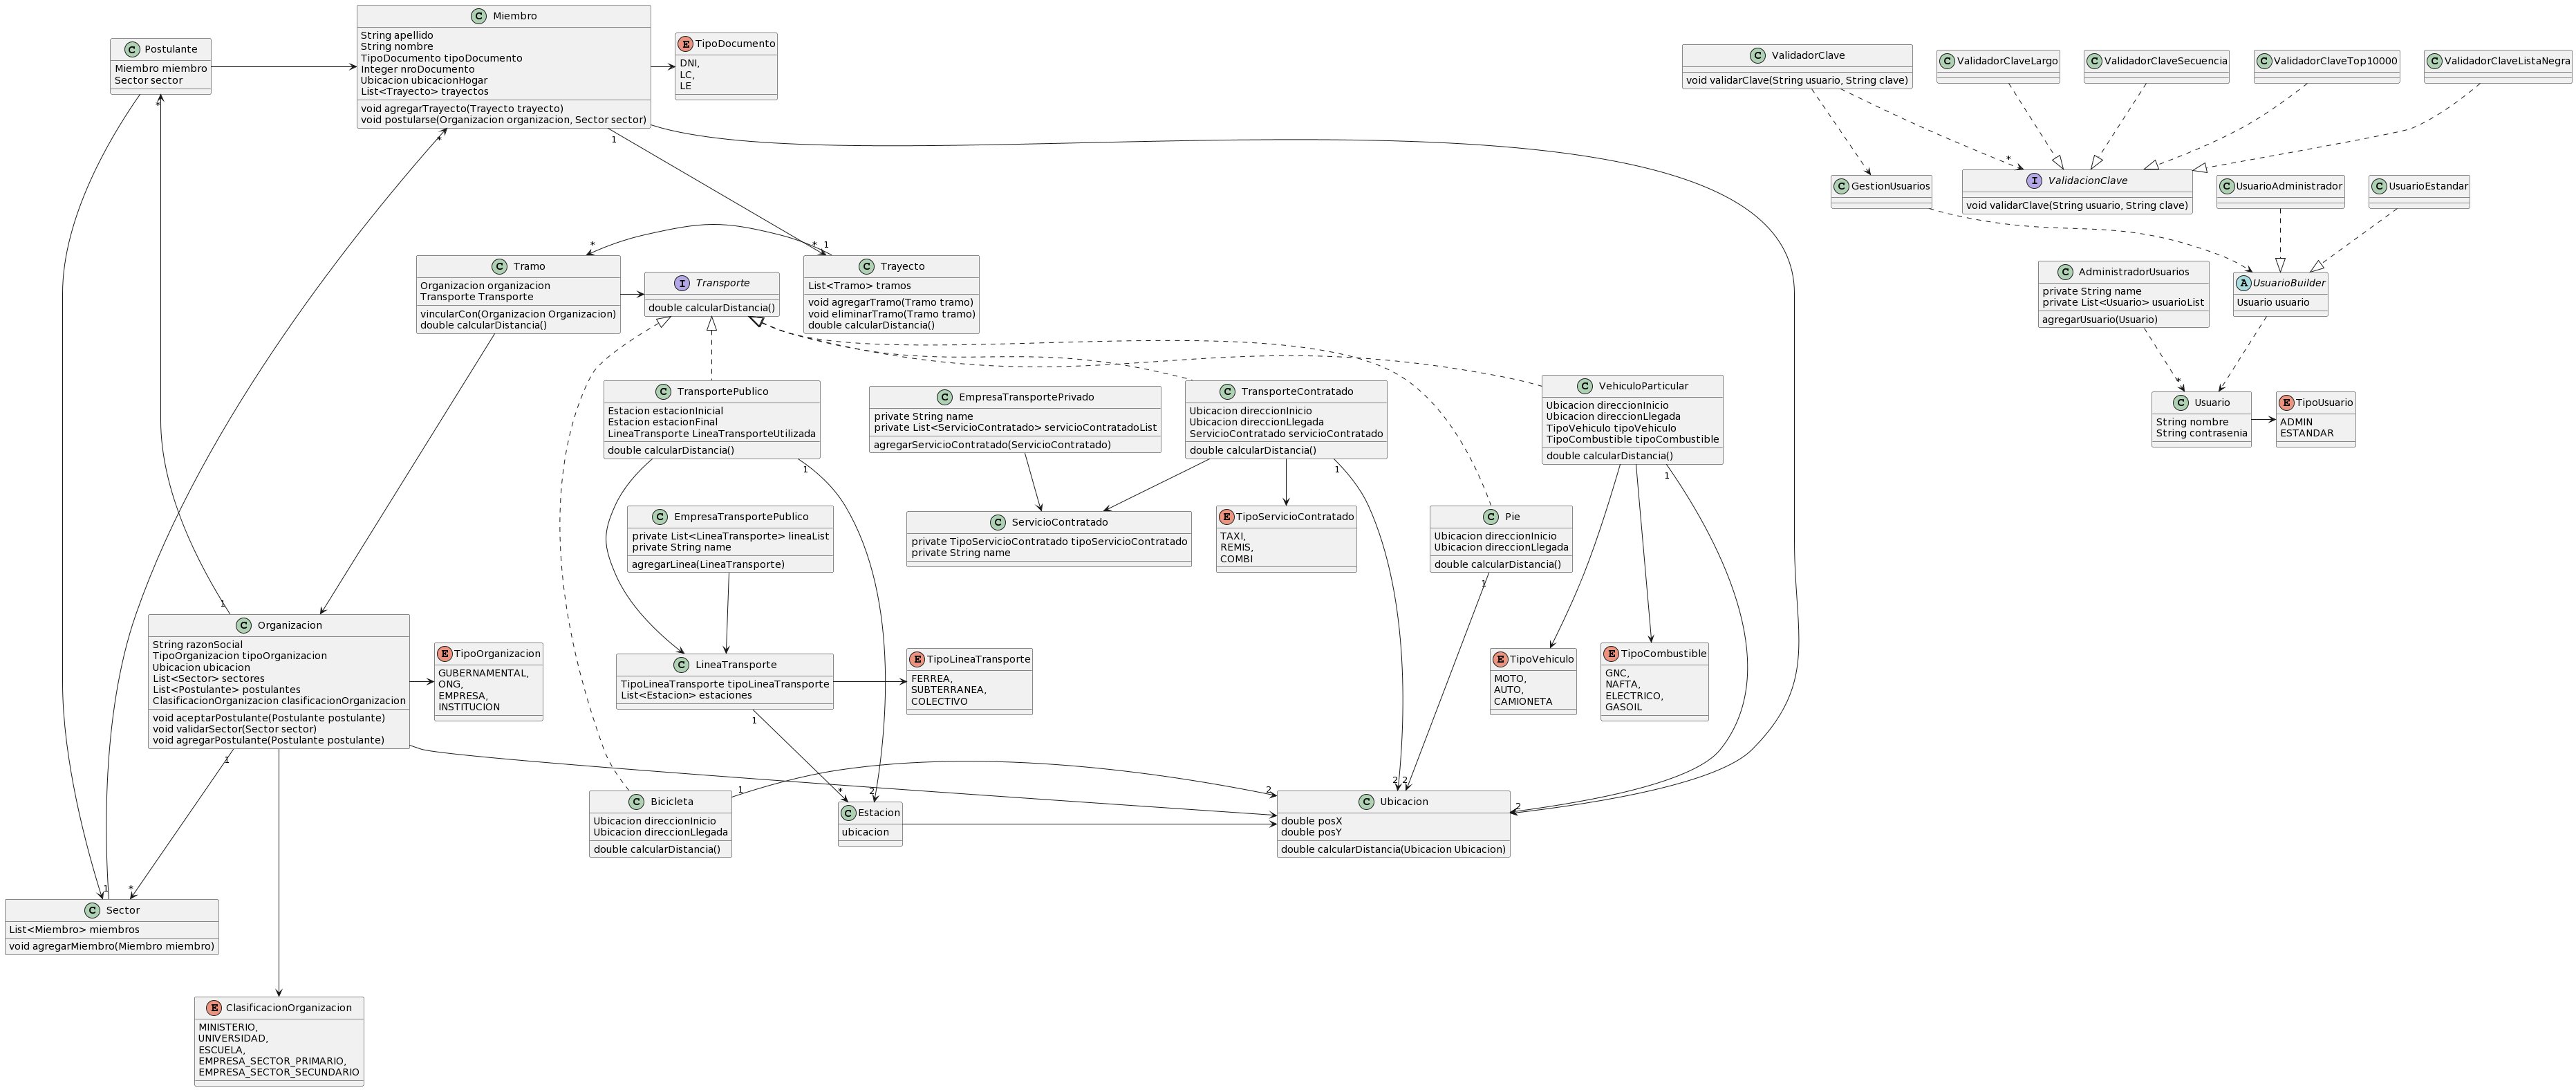 C Postulante
Miembro miembro
Sector sector
C Miembro
String apellido
String nombre
TipoDocumento tipoDocumento
Integer nroDocumento
Ubicacion ubicacionHogar
List<Trayecto> trayectos
void agregarTrayecto(Trayecto trayecto)
void postularse(Organizacion organizacion, Sector sector)
E TipoDocumento
DNI,
LC,
LE
C ValidadorClave
void validarClave(String usuario, String clave)
C ValidadorClaveLargo
C ValidadorClaveSecuencia
C ValidadorClaveTop10000
C ValidadorClaveListaNegra
*
*
1
*
C GestionUsuarios
I ValidacionClave
void validarClave(String usuario, String clave)
C UsuarioAdministrador
C UsuarioEstandar
*
*
1
C Tramo
Organizacion organizacion
Transporte Transporte
vincularCon(Organizacion Organizacion)
double calcularDistancia()
I Transporte
double calcularDistancia()
C Trayecto
List<Tramo> tramos
void agregarTramo(Tramo tramo)
void eliminarTramo(Tramo tramo)
double calcularDistancia()
C AdministradorUsuarios
private String name
private List<Usuario> usuarioList
agregarUsuario(Usuario)
A UsuarioBuilder
Usuario usuario
*
C TransportePublico
Estacion estacionInicial
Estacion estacionFinal
LineaTransporte LineaTransporteUtilizada
double calcularDistancia()
1
C EmpresaTransportePrivado
private String name
private List<ServicioContratado> servicioContratadoList
agregarServicioContratado(ServicioContratado)
C TransporteContratado
Ubicacion direccionInicio
Ubicacion direccionLlegada
ServicioContratado servicioContratado
double calcularDistancia()
1
C VehiculoParticular
Ubicacion direccionInicio
Ubicacion direccionLlegada
TipoVehiculo tipoVehiculo
TipoCombustible tipoCombustible
double calcularDistancia()
1
C Usuario
String nombre
String contrasenia
E TipoUsuario
ADMIN
ESTANDAR
C EmpresaTransportePublico
private List<LineaTransporte> lineaList
private String name
agregarLinea(LineaTransporte)
C ServicioContratado
private TipoServicioContratado tipoServicioContratado
private String name
E TipoServicioContratado
TAXI,
REMIS,
COMBI
C Pie
Ubicacion direccionInicio
Ubicacion direccionLlegada
double calcularDistancia()
1
1
C Organizacion
String razonSocial
TipoOrganizacion tipoOrganizacion
Ubicacion ubicacion
List<Sector> sectores
List<Postulante> postulantes
ClasificacionOrganizacion clasificacionOrganizacion
void aceptarPostulante(Postulante postulante)
void validarSector(Sector sector)
void agregarPostulante(Postulante postulante)
1
E TipoOrganizacion
GUBERNAMENTAL,
ONG,
EMPRESA,
INSTITUCION
C LineaTransporte
TipoLineaTransporte tipoLineaTransporte
List<Estacion> estaciones
1
E TipoLineaTransporte
FERREA,
SUBTERRANEA,
COLECTIVO
E TipoVehiculo
MOTO,
AUTO,
CAMIONETA
E TipoCombustible
GNC,
NAFTA,
ELECTRICO,
GASOIL
C Bicicleta
Ubicacion direccionInicio
Ubicacion direccionLlegada
double calcularDistancia()
1
*
2
C Estacion
ubicacion
2
2
2
2
C Ubicacion
double posX
double posY
double calcularDistancia(Ubicacion Ubicacion)
1
*
C Sector
List<Miembro> miembros
void agregarMiembro(Miembro miembro)
E ClasificacionOrganizacion
MINISTERIO,
UNIVERSIDAD,
ESCUELA,
EMPRESA_SECTOR_PRIMARIO,
EMPRESA_SECTOR_SECUNDARIO